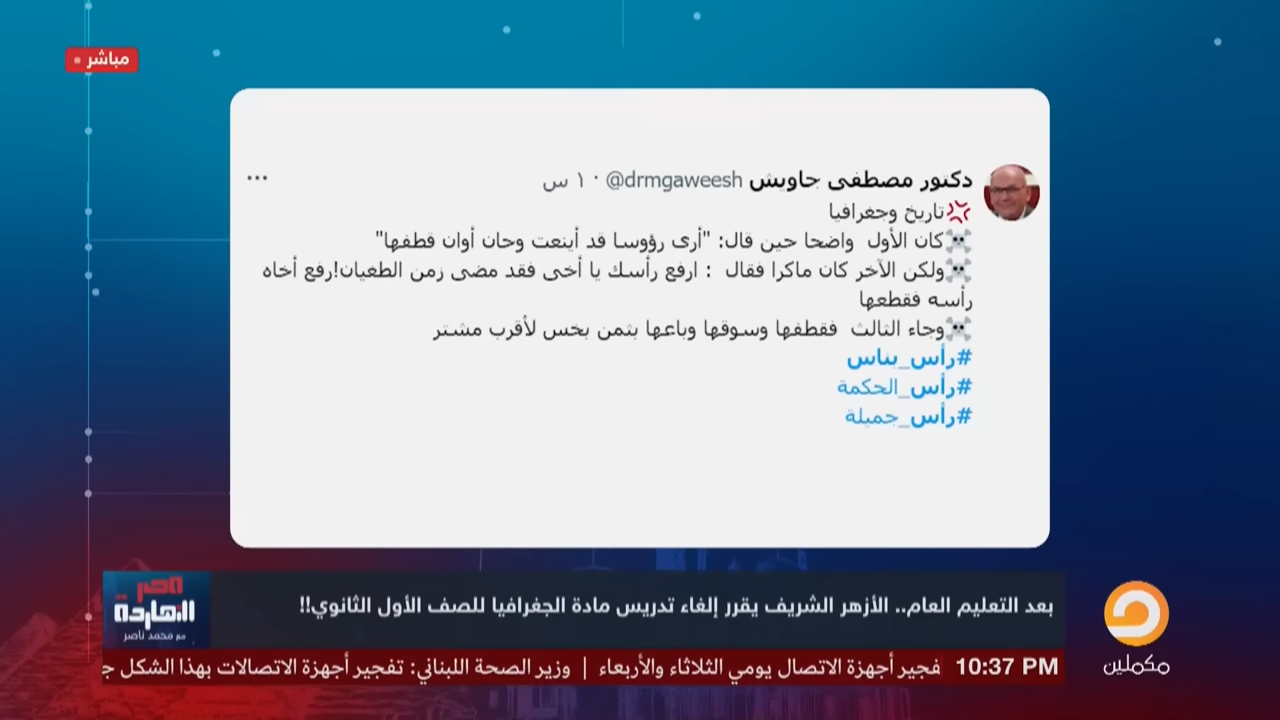 مباشر
دكتور مصطفى جاويش @drmgaweesh · ١ س
تاريخ وجغرافيا
كان الأول واضحا حين قال: "أرى رؤوسا قد أينعت وحان أوان قطفها"
ولكن الآخر كان ماكرا فقال : ارفع رأسك يا أخى فقد مضى زمن الطغيان!رفع أخاه
رأسه فقطعها
وجاء الثالث فقطفها وسوقها وباعها بثمن بخس لأقرب مشتر
#رأس_بناس
#رأس_الحكمة
#رأس_جميلة
بعد التعليم العام.. الأزهر الشريف يقرر إلغاء تدريس مادة الجغرافيا للصف الأول الثانوي!!
مصر
النهاردة
مع محمد ناصر
مكملين
10:37 PM
فجير أجهزة الاتصال يومي الثلاثاء والأربعاء | وزير الصحة اللبناني: تفجير أجهزة الاتصالات بهذا الشكل ج